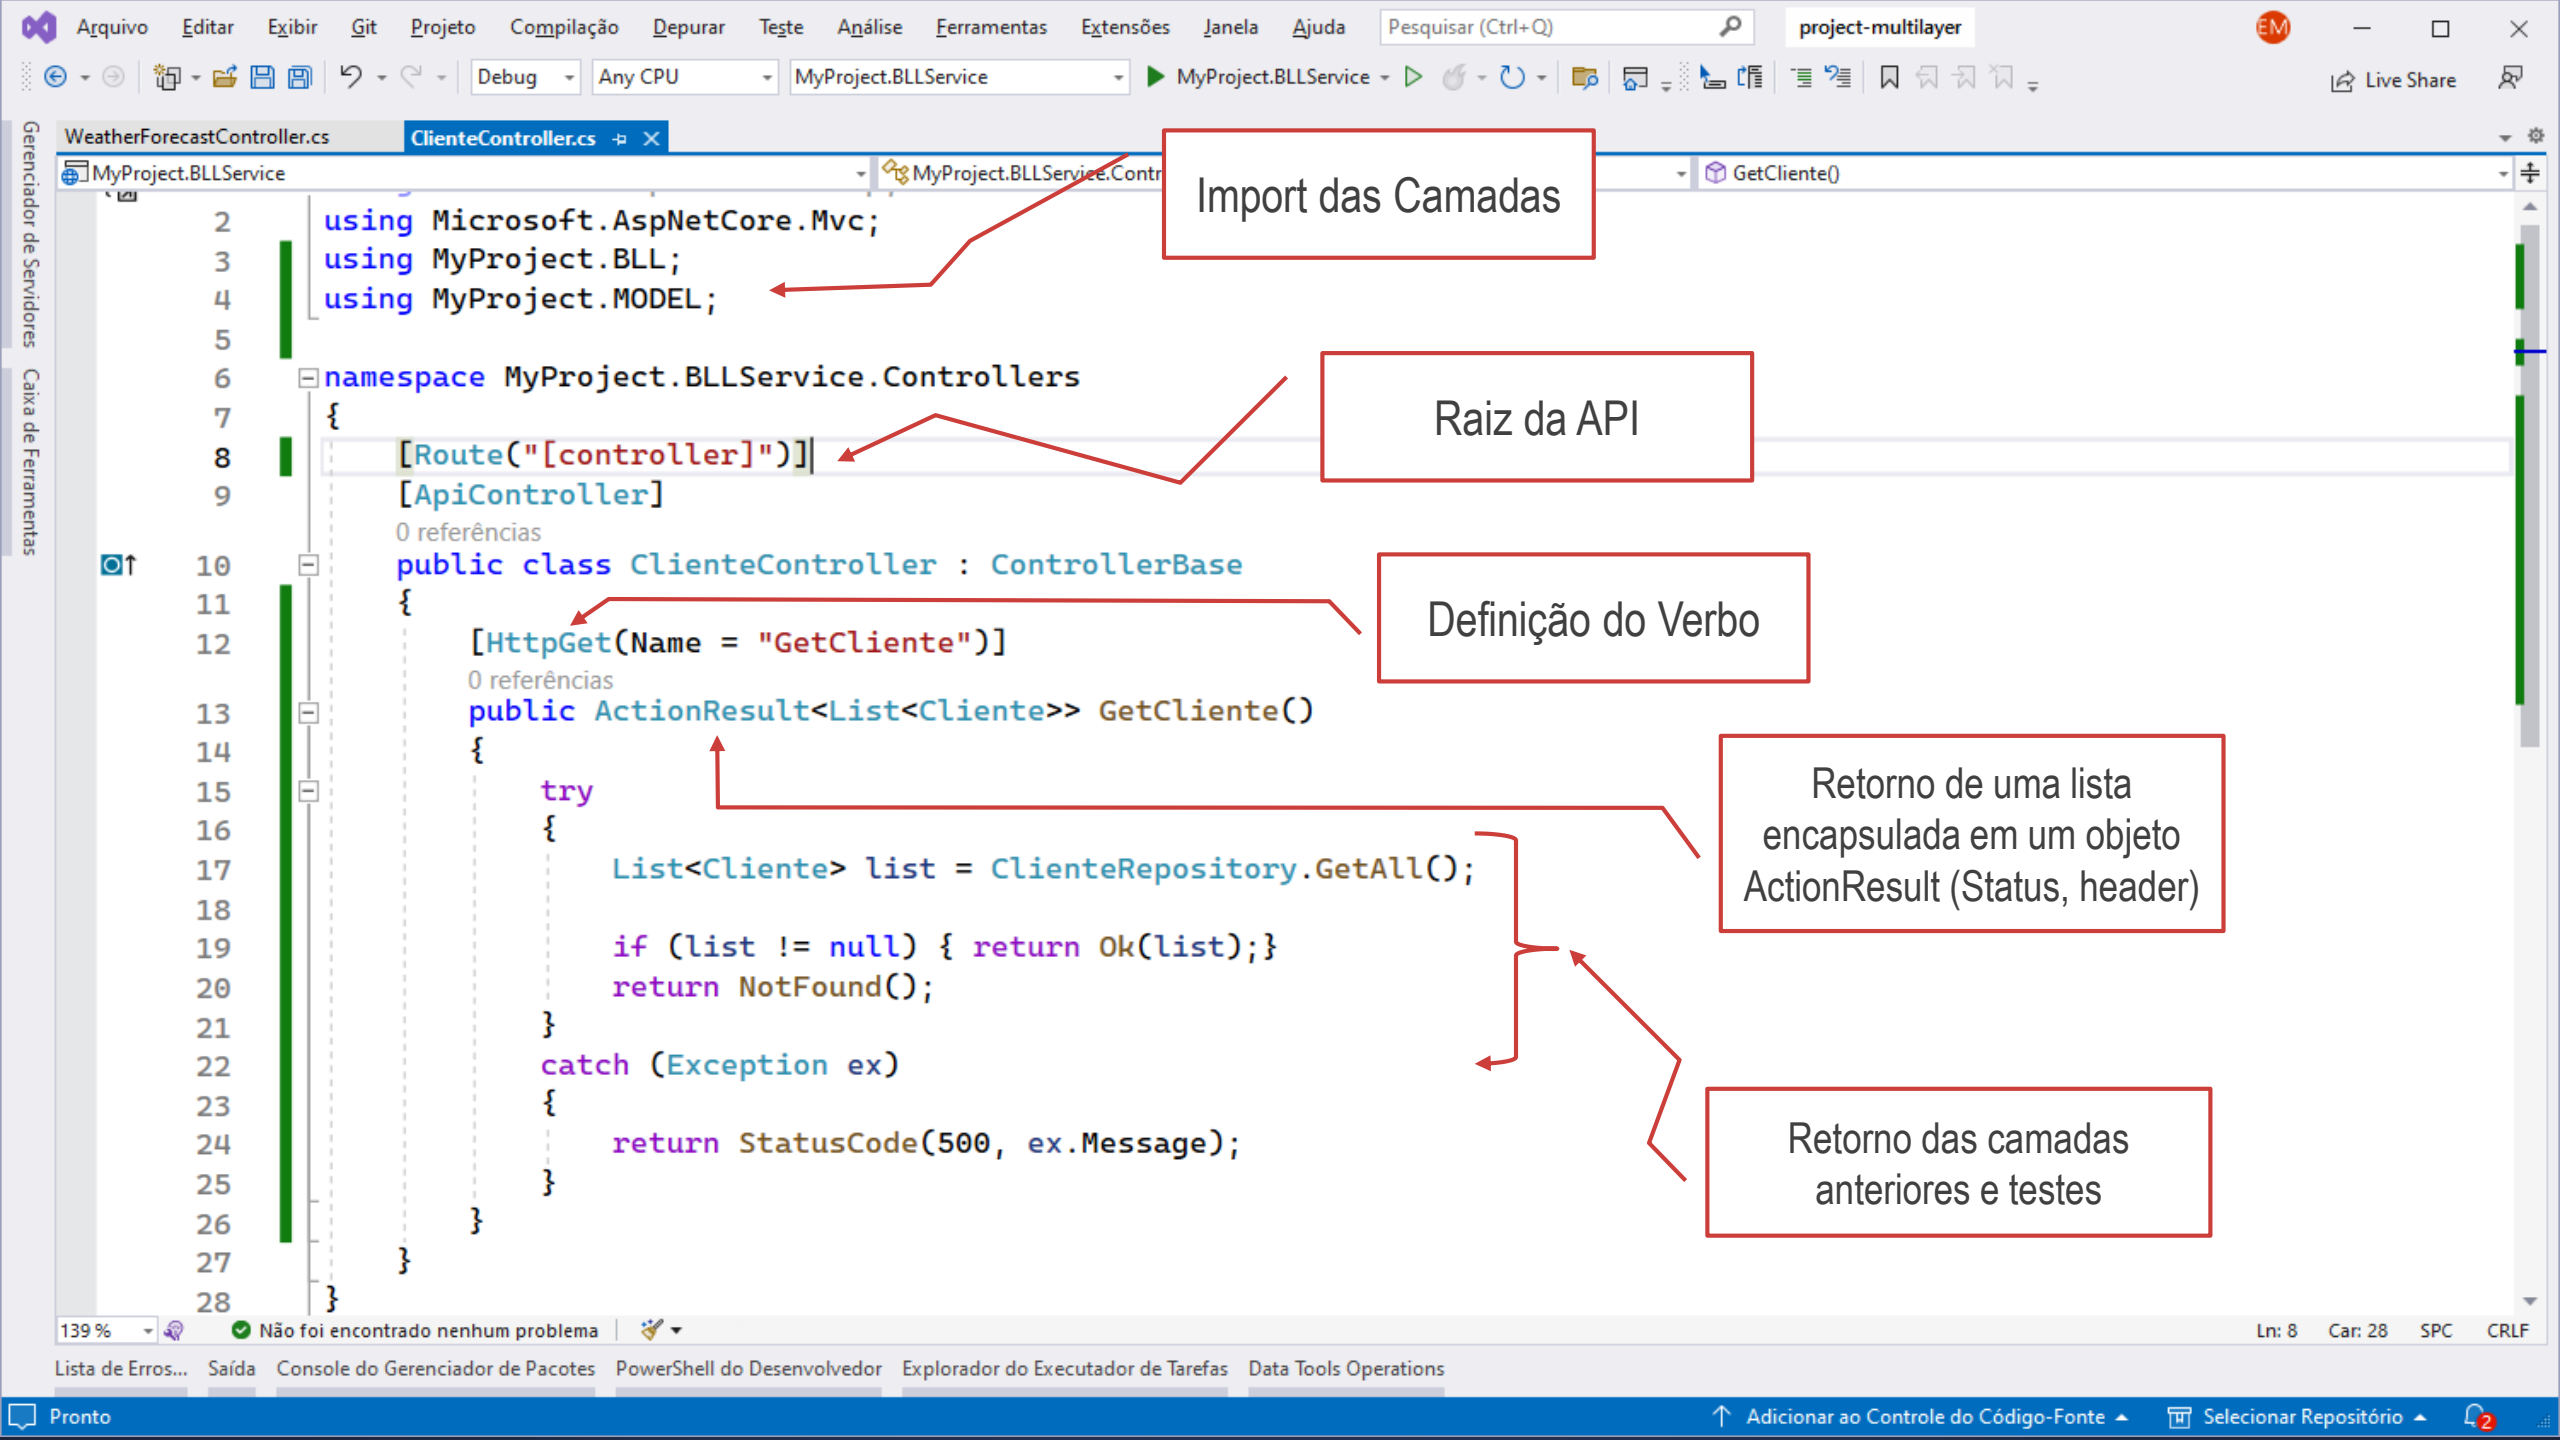 Arquivo Editar Exibir Git Projeto Compilação Depurar Teste Análise Ferramentas Extensões Janela Ajuda Pesquisar (Ctrl+Q) project-multilayer EM
Debug Any CPU MyProject.BLLService MyProject.BLLService Live Share
Gerenciador de Servidores
Caixa de Ferramentas
WeatherForecastController.cs ClienteController.cs
MyProject.BLLService MyProject.BLLService.Contr GetCliente()
Import das Camadas
2 using Microsoft.AspNetCore.Mvc;
3 using MyProject.BLL;
4 using MyProject.MODEL;
5
6 namespace MyProject.BLLService.Controllers
7 {
Raiz da API
8 [Route("[controller]")]
9 [ApiController]
0 referências
10 public class ClienteController : ControllerBase
11 {
Definição do Verbo
12 [HttpGet(Name = "GetCliente")]
0 referências
13 public ActionResult<List<Cliente>> GetCliente()
14 {
15 try
16 {
Retorno de uma lista
encapsulada em um objeto
ActionResult (Status, header)
17 List<Cliente> list = ClienteRepository.GetAll();
18
19 if (list != null) { return Ok(list);}
20 return NotFound();
21 }
22 catch (Exception ex)
23 {
24 return StatusCode(500, ex.Message);
25 }
26 }
27 }
28 }
Retorno das camadas
anteriores e testes
139 % Não foi encontrado nenhum problema Ln: 8 Car: 28 SPC CRLF
Lista de Erros... Saída Console do Gerenciador de Pacotes PowerShell do Desenvolvedor Explorador do Executador de Tarefas Data Tools Operations
Pronto Adicionar ao Controle do Código-Fonte Selecionar Repositório 2